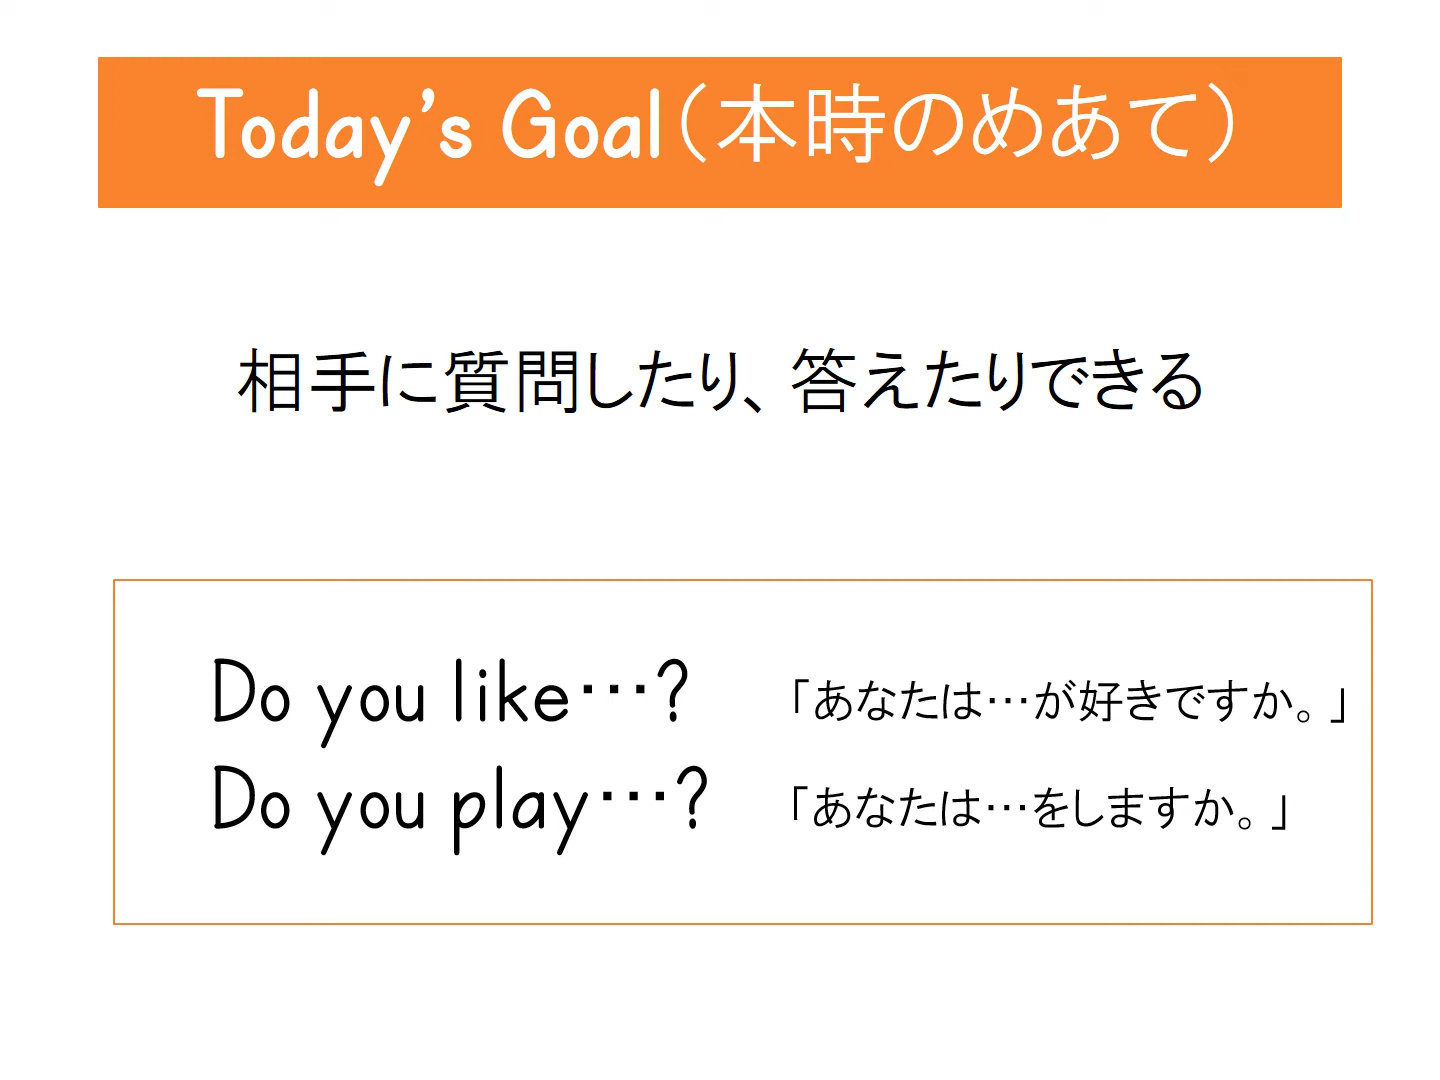 Today's Goal（本時のめあて）
相手に質問したり、答えたりできる
Do you like…? 「あなたは…が好きですか。」
Do you play…? 「あなたは…をしますか。」